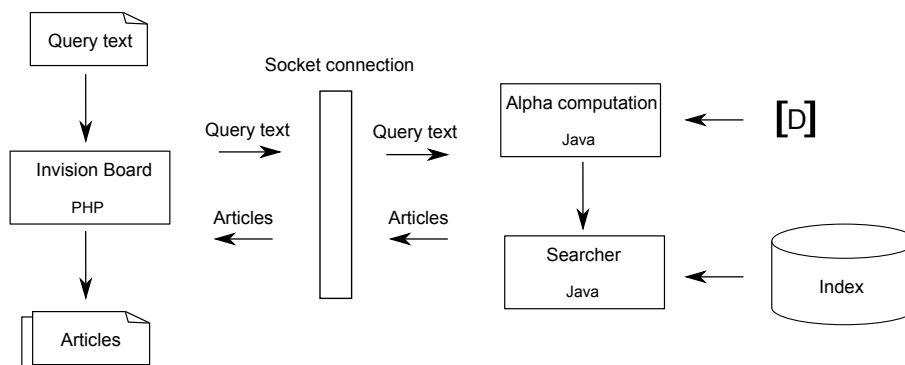 Query text
Socket connection
Alpha computation
Java
[D]
Query text
Query text
Invision Board
PHP
Articles
Articles
Searcher
Java
Index
Articles